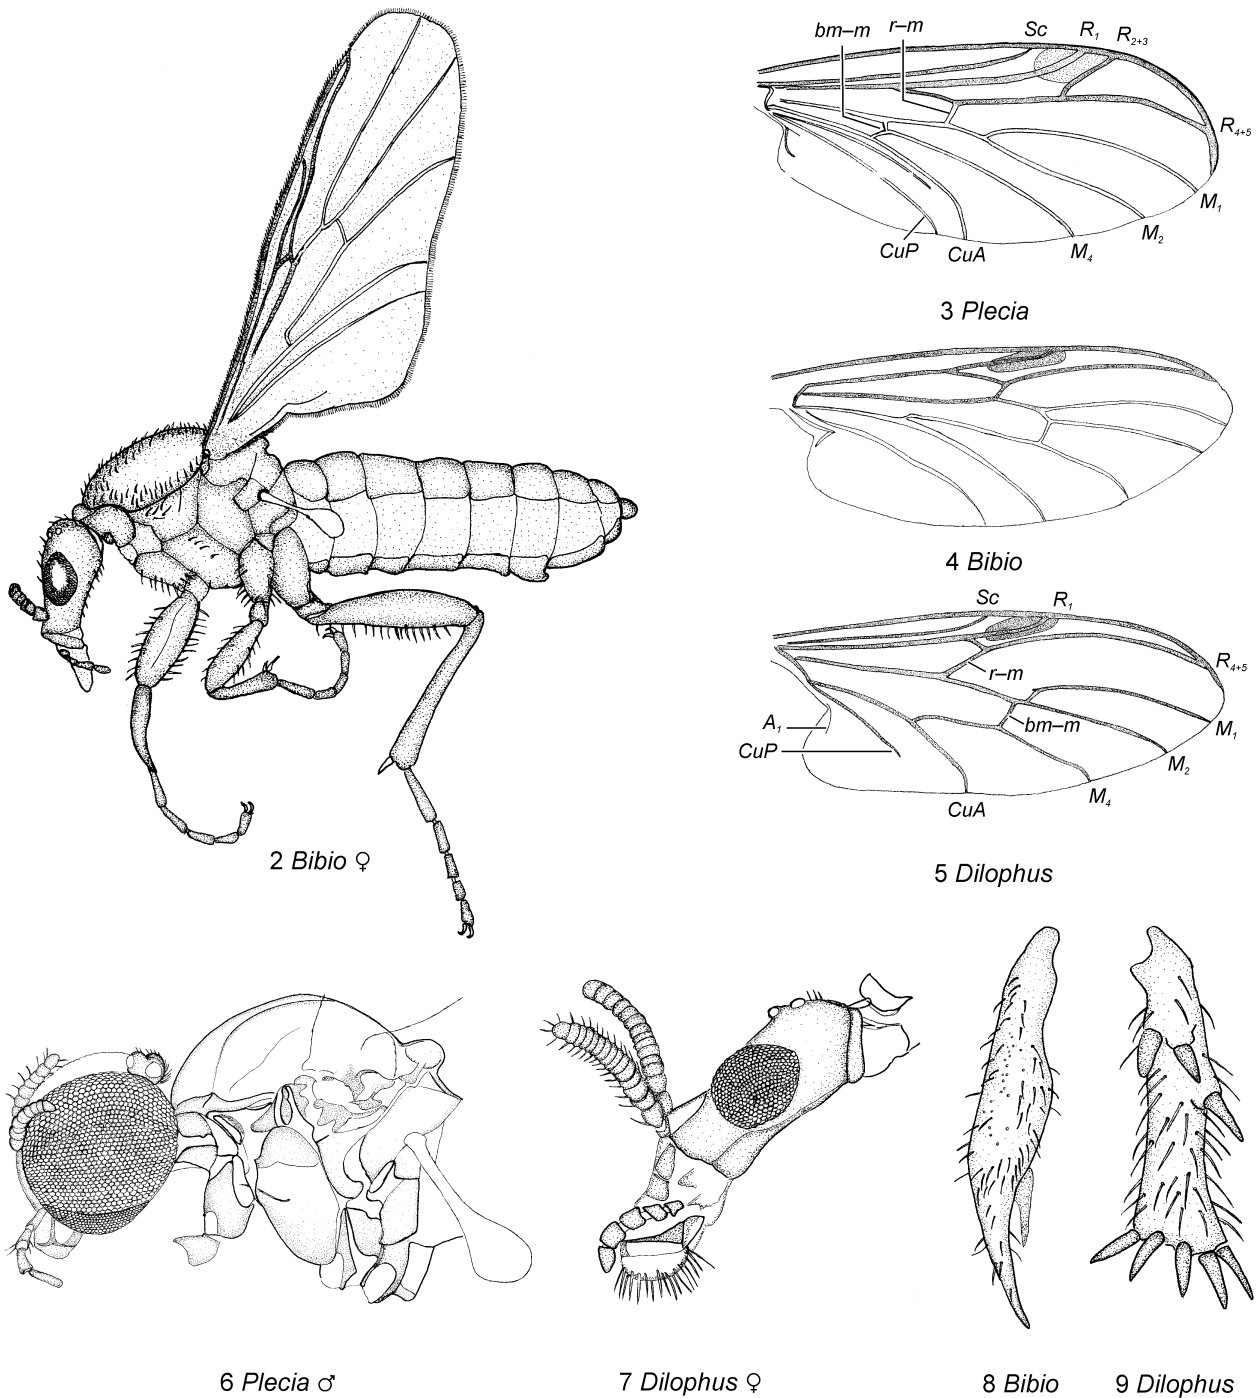 bm–m r–m Sc R1 R2+3
R4+5
M1
M2
CuP CuA M4
3 Plecia
4 Bibio
Sc R1
r–m
R4+5
A1
bm–m
M1
CuP
M2
CuA M4
2 Bibio ♀
5 Dilophus
6 Plecia ♂
7 Dilophus ♀
8 Bibio
9 Dilophus